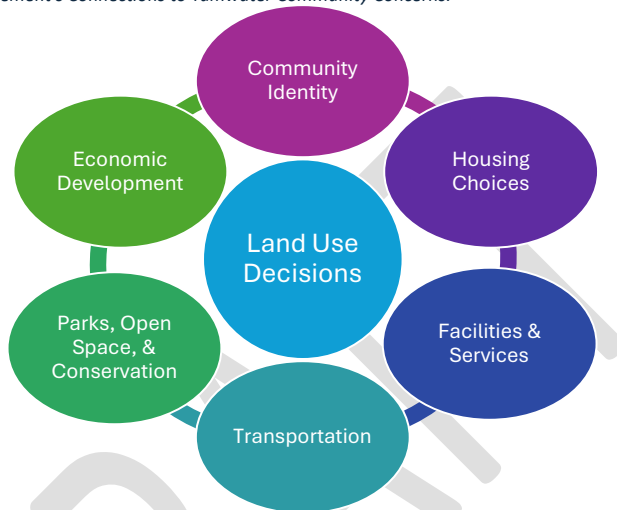 Community
Identity
Housing
Choices
Facilities &
Services
Transportation
Parks, Open
Space, &
Conservation
Economic
Development
Land Use
Decisions